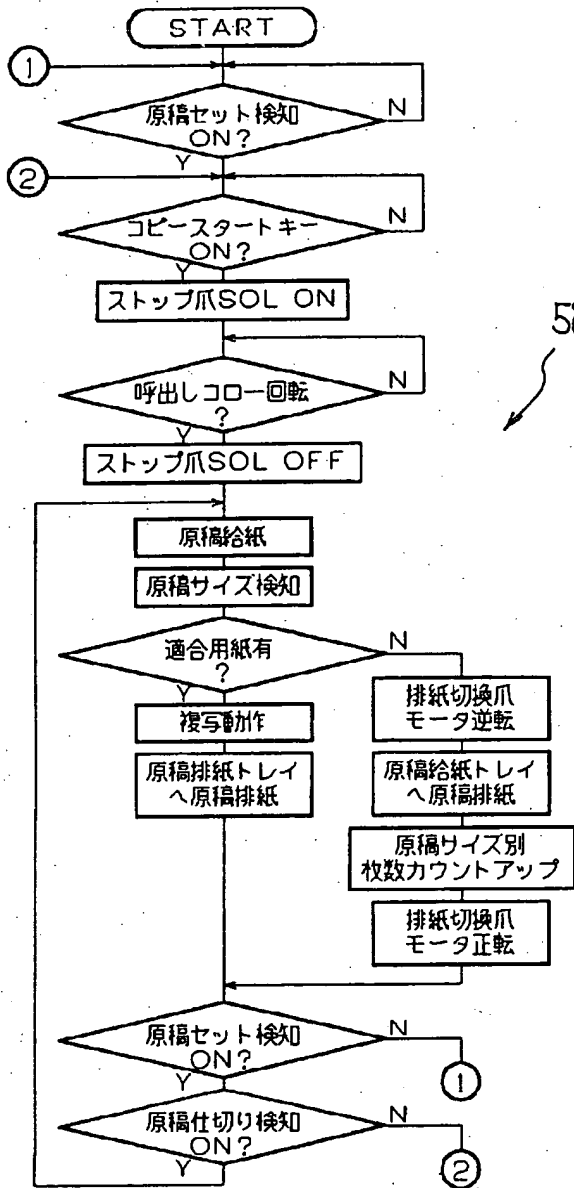 START
①
原稿セット検知
ON?
N
Y
②
コピースタートキー
ON?
N
Y
ストップ爪SOL ON
呼出しコロー回転
?
N
Y
ストップ爪SOL OFF
原稿給紙
原稿サイズ検知
適合用紙有
?
N
Y
複写動作
原稿排紙トレイ
へ原稿排紙
排紙切換爪
モータ逆転
原稿給紙トレイ
へ原稿排紙
原稿サイズ別
枚数カウントアップ
排紙切換爪
モータ正転
原稿セット検知
ON?
N
Y
①
原稿仕切り検知
ON?
N
Y
②